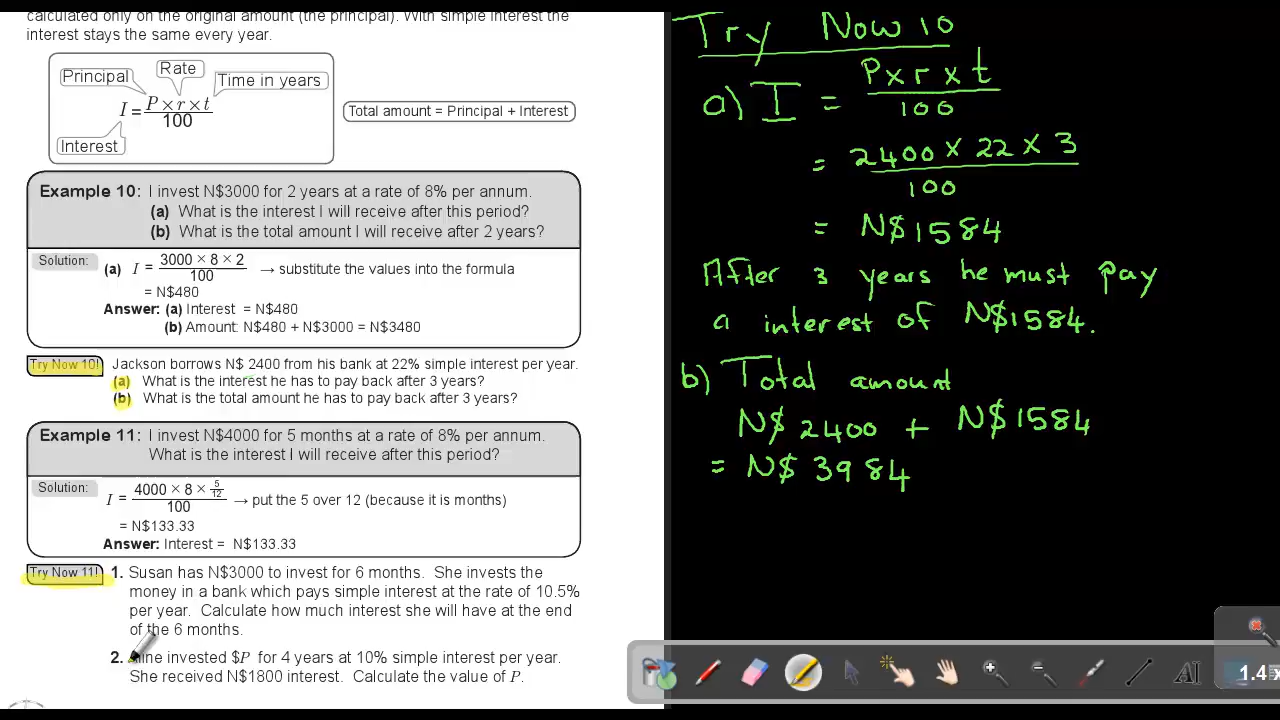 calculated only on the original amount (the principal). With simple interest the
interest stays the same every year.
Principal
Rate
Time in years
I = P × r × t
100
Interest
Total amount = Principal + Interest
Example 10: I invest N$3000 for 2 years at a rate of 8% per annum.
(a) What is the interest I will receive after this period?
(b) What is the total amount I will receive after 2 years?
Solution:
(a) I = 3000 × 8 × 2
100
→ substitute the values into the formula
= N$480
Answer: (a) Interest = N$480
(b) Amount: N$480 + N$3000 = N$3480
Try Now 10! Jackson borrows N$ 2400 from his bank at 22% simple interest per year.
(a) What is the interest he has to pay back after 3 years?
(b) What is the total amount he has to pay back after 3 years?
Example 11: I invest N$4000 for 5 months at a rate of 8% per annum.
What is the interest I will receive after this period?
Solution:
I = 4000 × 8 × 5/12
100
→ put the 5 over 12 (because it is months)
= N$133.33
Answer: Interest = N$133.33
Try Now 11! 1. Susan has N$3000 to invest for 6 months. She invests the
money in a bank which pays simple interest at the rate of 10.5%
per year. Calculate how much interest she will have at the end
of the 6 months.
2. invested $P for 4 years at 10% simple interest per year.
She received N$1800 interest. Calculate the value of P.
Try Now 10
a) I = P x r x t
100
= 2400 x 22 x 3
100
= N$1584
After 3 years he must pay
a interest of N$1584.
b) Total amount
N$ 2400 + N$1584
= N$ 3984
AI
1.4 x